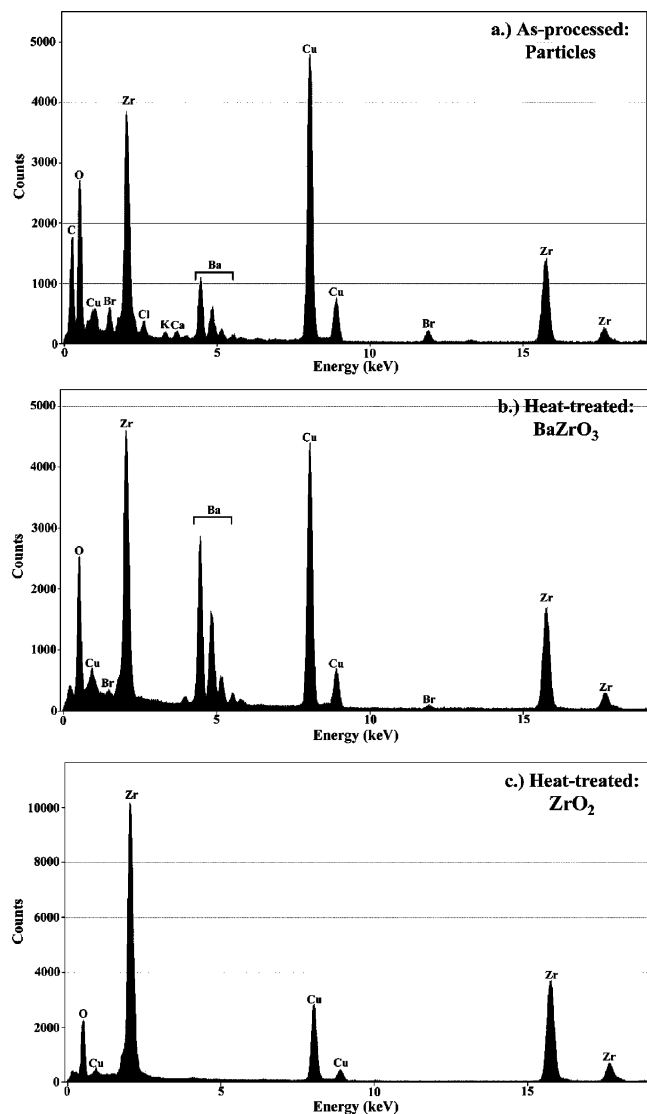 a.) As-processed:
Particles
5000
4000
3000
2000
1000
0
Counts
C
O
Cu
Br
Zr
Cl
K
Ca
Ba
Cu
Cu
Br
Zr
Zr
0
5
10
15
Energy (keV)
b.) Heat-treated:
BaZrO3
5000
4000
3000
2000
1000
0
Counts
O
Cu
Br
Zr
Ba
Cu
Cu
Br
Zr
Zr
0
5
10
15
Energy (keV)
c.) Heat-treated:
ZrO2
10000
8000
6000
4000
2000
0
Counts
O
Cu
Zr
Cu
Cu
Zr
Zr
0
5
10
15
Energy (keV)